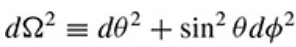 dΩ² ≡ dθ² + sin² θdϕ²